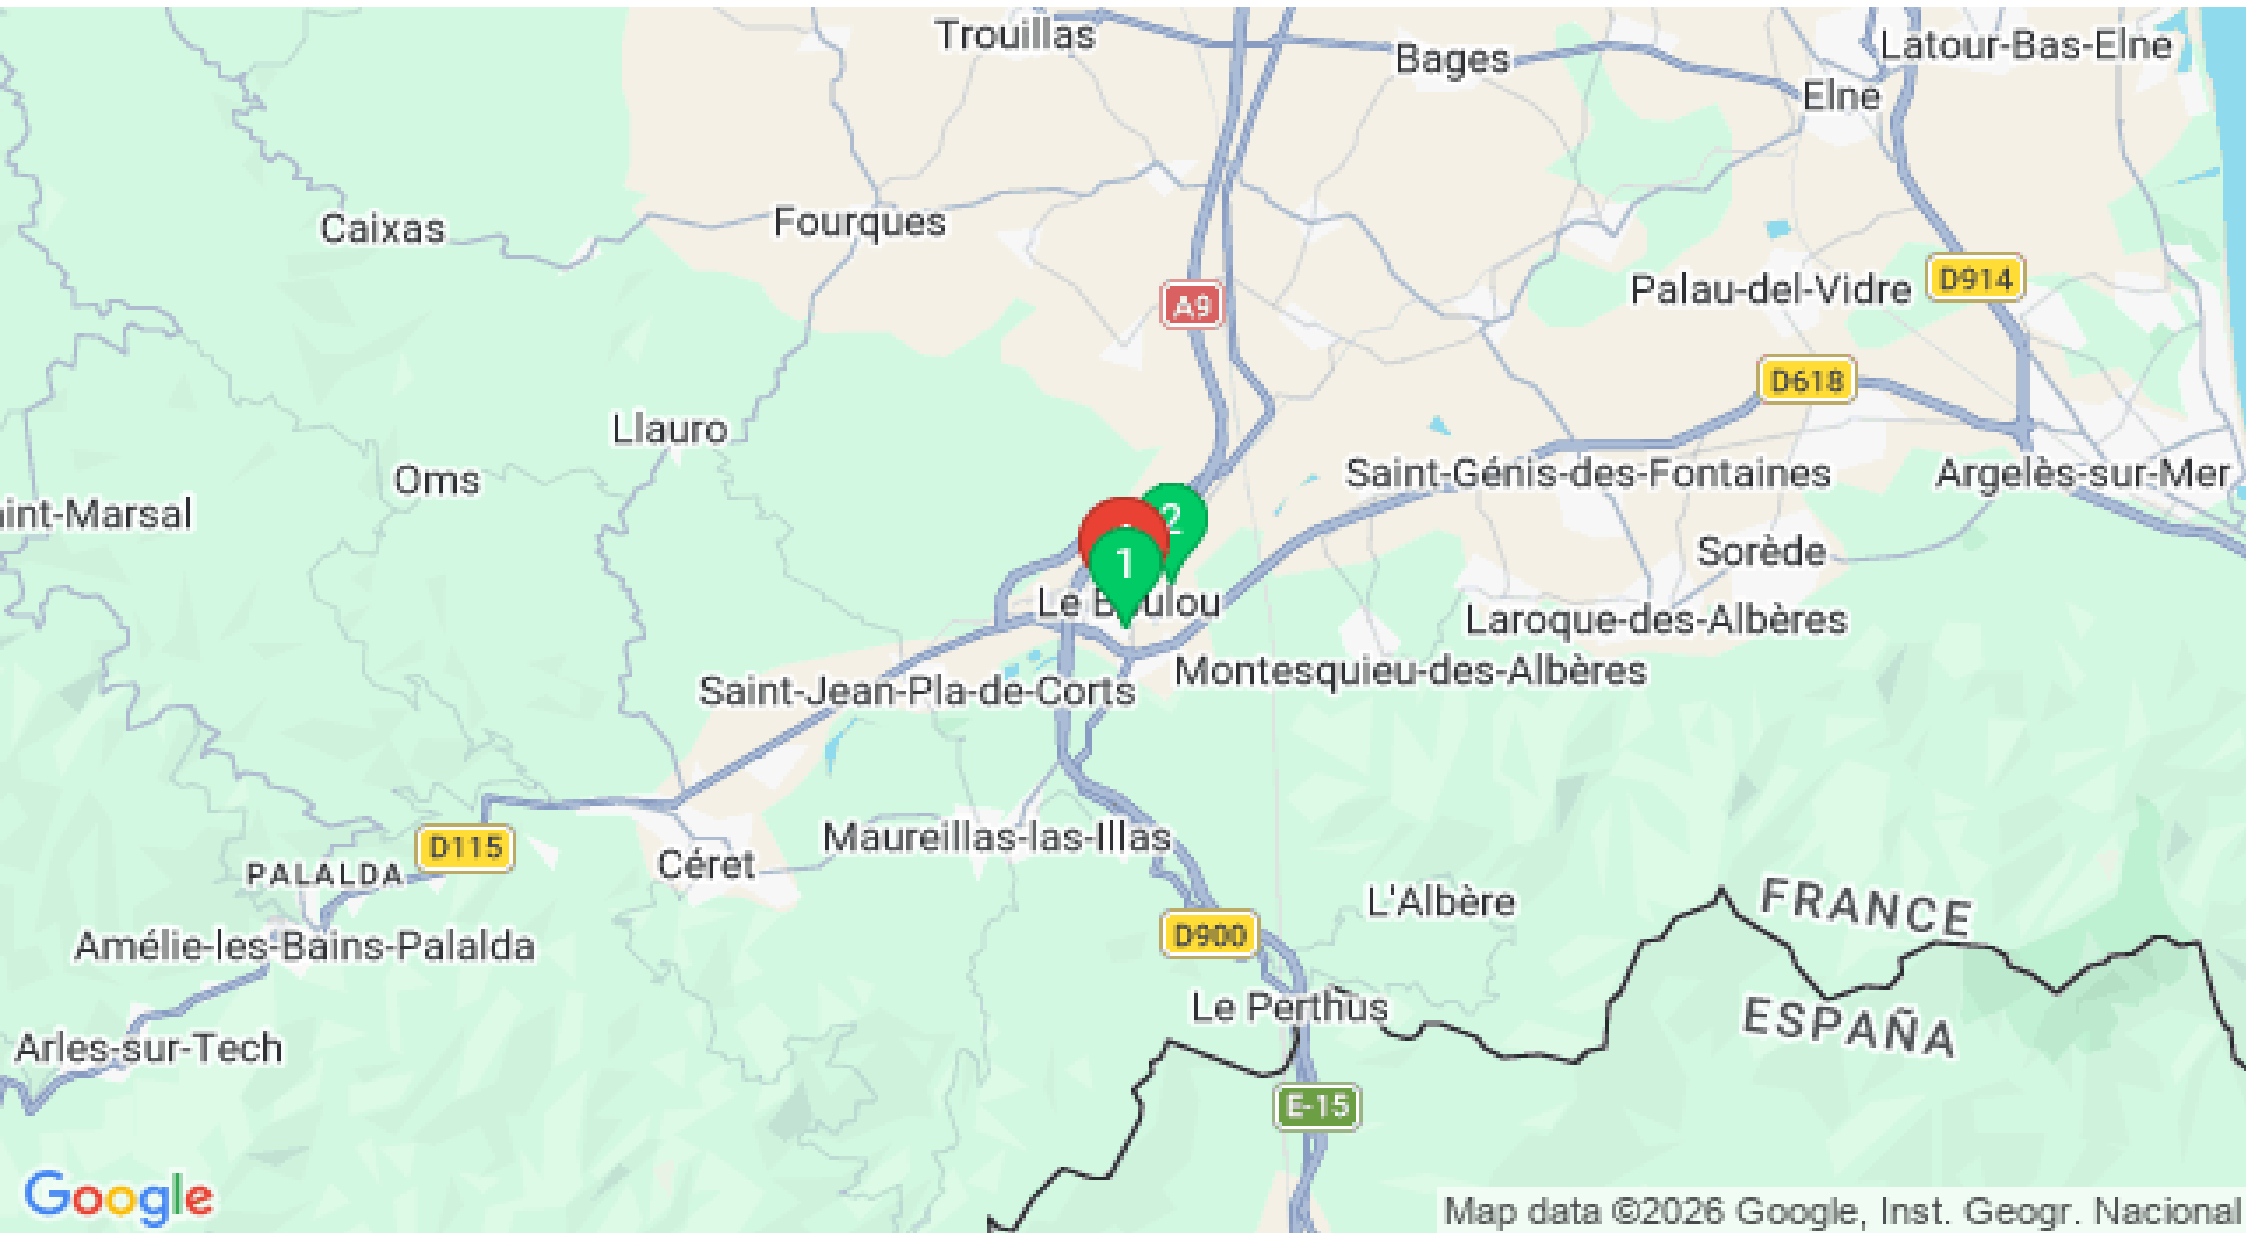 Trouillas
Latour-Bas-Elne
Bages
Elne
Caixas
Fourques
Palau-del-Vidre
D914
A9
D618
Llauro
Oms
Saint-Génis-des-Fontaines
Argelès-sur-Mer
int-Marsal
2
1
Sorède
Le Boulou
Laroque-des-Albères
Montesquieu-des-Albères
Saint-Jean-Pla-de-Corts
D115
Maureillas-las-Illas
PALALDA
Céret
L'Albère
FRANCE
D900
Amélie-les-Bains-Palalda
Le Perthus
ESPAÑA
Arles-sur-Tech
E-15
Google
Map data ©2026 Google, Inst. Geogr. Nacional